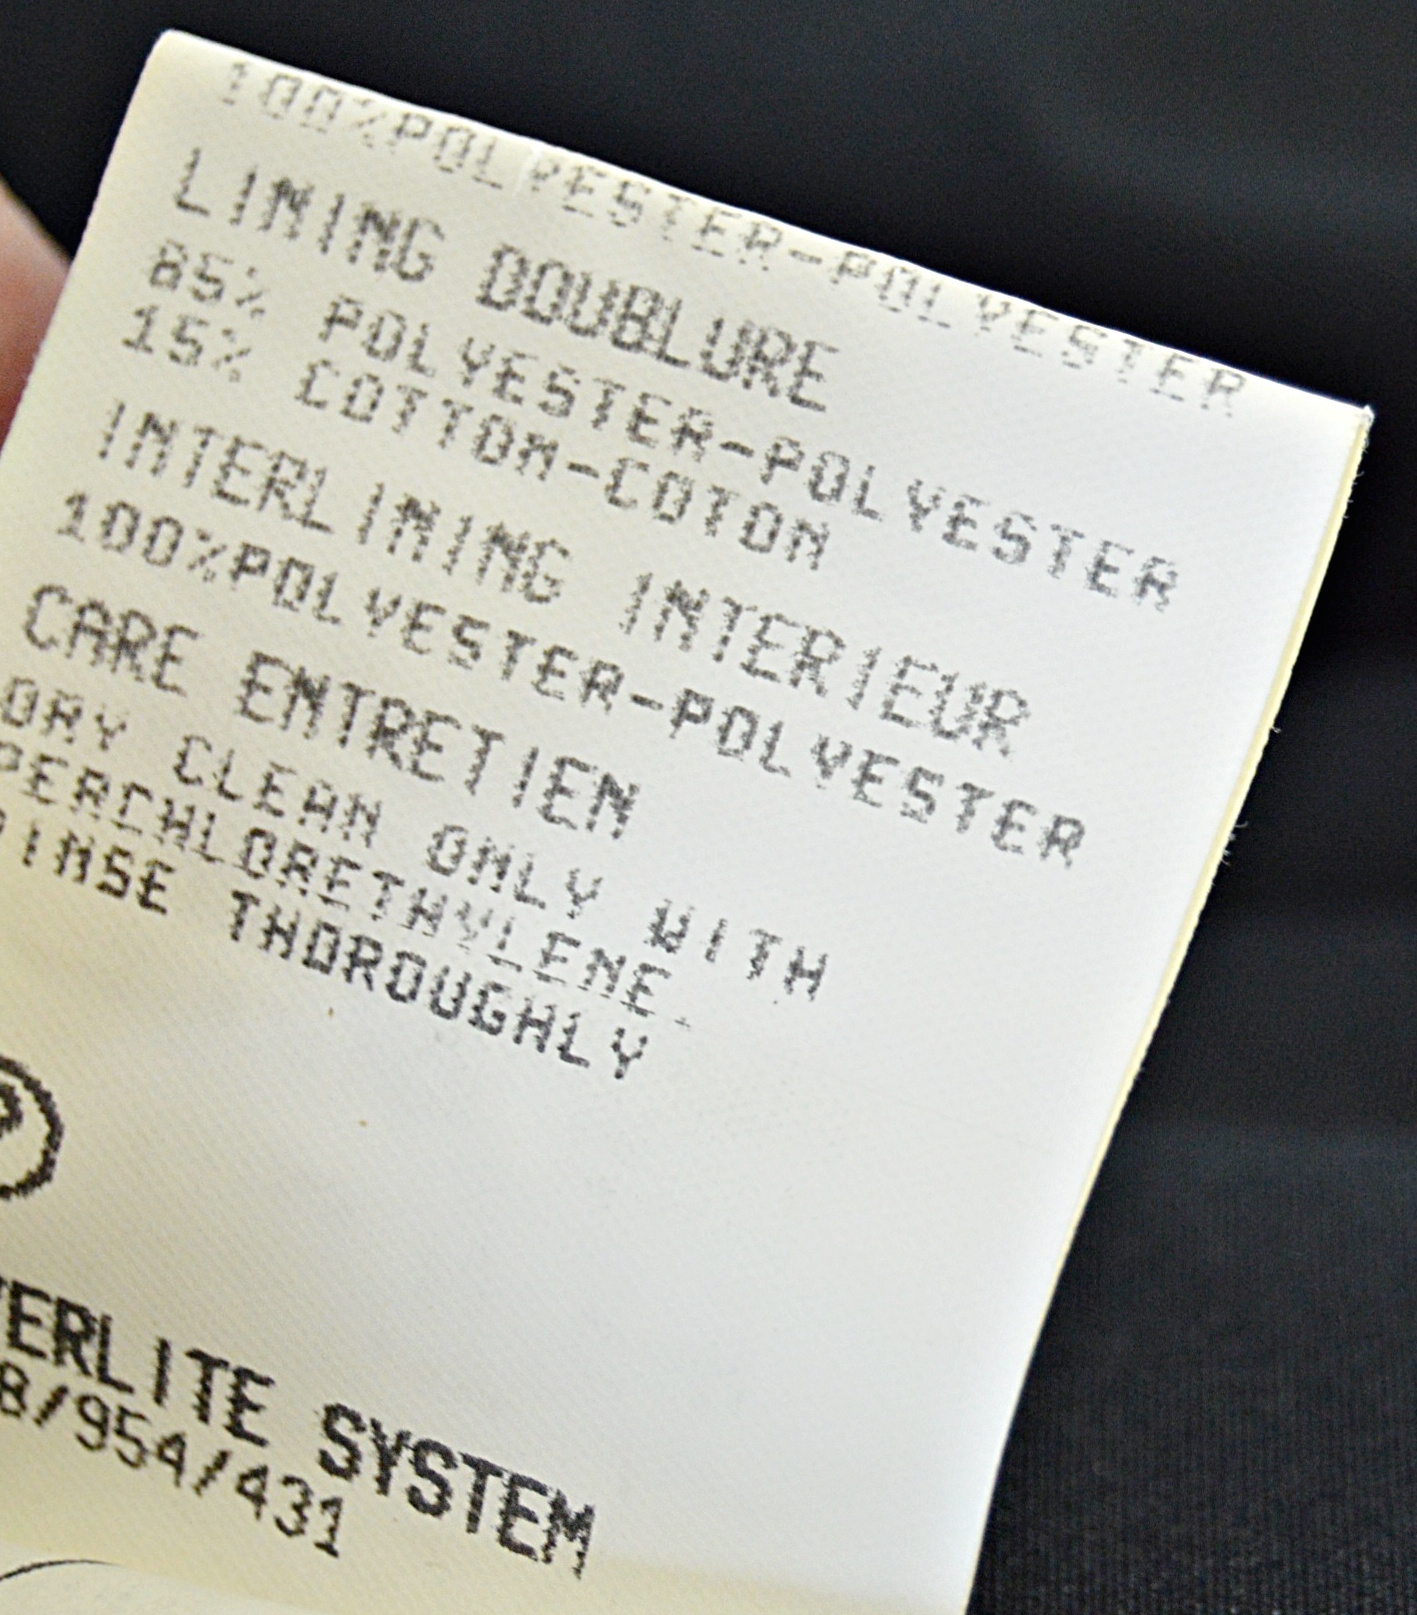 100%POLYESTER-POLYESTER
LINING DOUBLURE
85% POLYESTER-POLYESTER
15% COTTON-COTON
INTERLINING INTERIEUR
100%POLYESTER-POLYESTER
CARE ENTRETIEN
DRY CLEAN ONLY WITH
PERCHLORETHYLENE.
RINSE THOROUGHLY
P
ERLITE SYSTEM
8/954/431